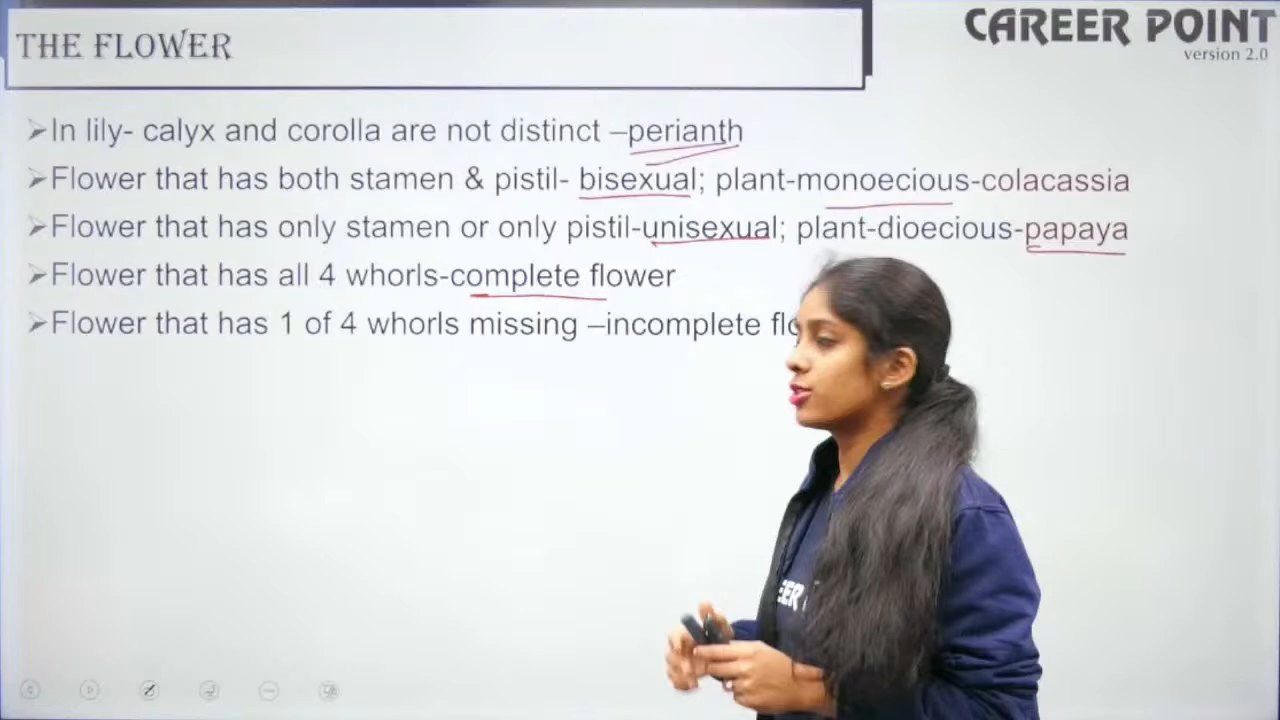 THE FLOWER
CAREER POINT
version 2.0
➢In lily- calyx and corolla are not distinct –perianth
➢Flower that has both stamen & pistil- bisexual; plant-monoecious-colacassia
➢Flower that has only stamen or only pistil-unisexual; plant-dioecious-papaya
➢Flower that has all 4 whorls-complete flower
➢Flower that has 1 of 4 whorls missing –incomplete